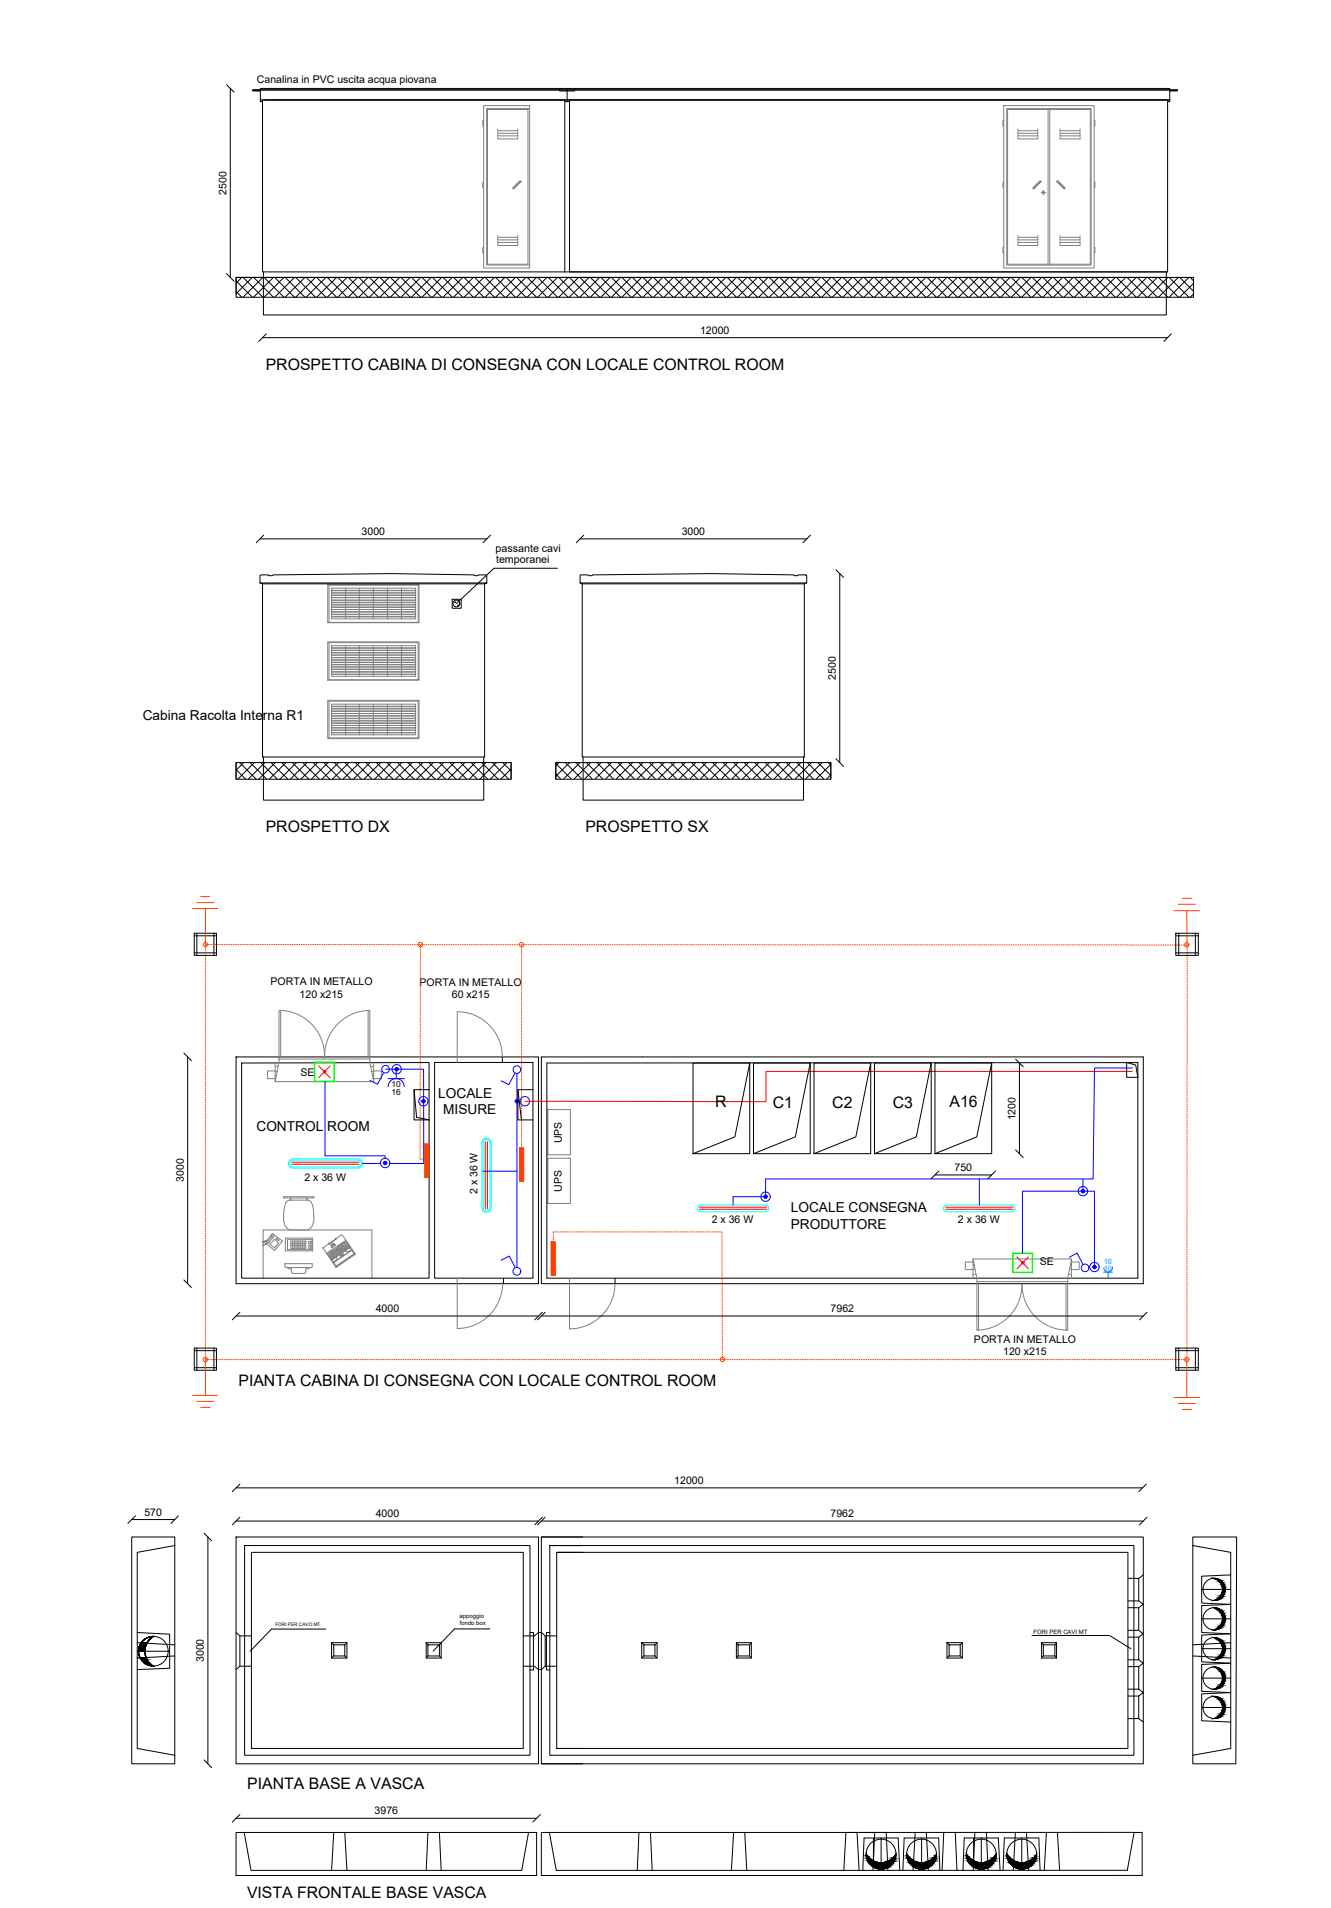 Canalina in PVC uscita acqua piovana
2500
12000
PROSPETTO CABINA DI CONSEGNA CON LOCALE CONTROL ROOM
3000
3000
passante cavi
temporanei
2500
Cabina Racolta Interna R1
PROSPETTO DX
PROSPETTO SX
PORTA IN METALLO
120 x215
PORTA IN METALLO
60 x215
SE
10
16
LOCALE
MISURE
CONTROL ROOM
2 x 36 W
2 x 36 W
UPS
UPS
R
C1
C2
C3
A16
1200
750
3000
LOCALE CONSEGNA
PRODUTTORE
2 x 36 W
2 x 36 W
SE
16
10
4000
7962
PORTA IN METALLO
120 x215
PIANTA CABINA DI CONSEGNA CON LOCALE CONTROL ROOM
12000
570
4000
7962
3000
FORI PER CAVO MT
appoggio
fondo box
FORI PER CAVI MT
PIANTA BASE A VASCA
3976
VISTA FRONTALE BASE VASCA